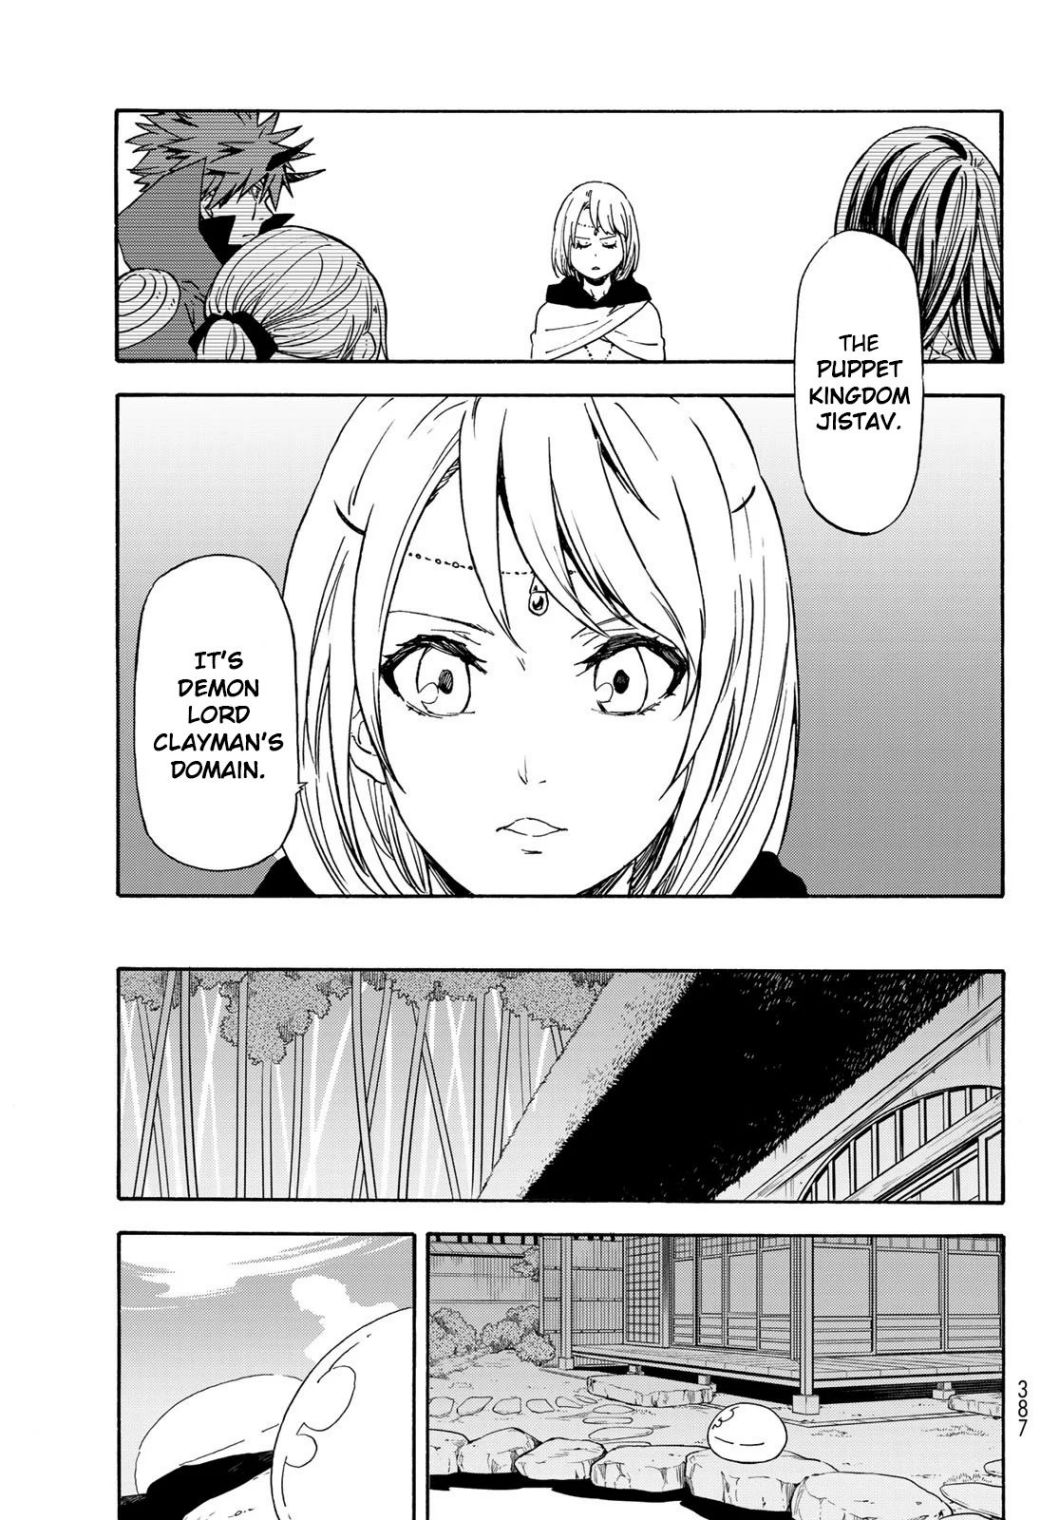 THE
PUPPET
KINGDOM
JISTAV.
IT'S
DEMON
LORD
CLAYMAN'S
DOMAIN.
387